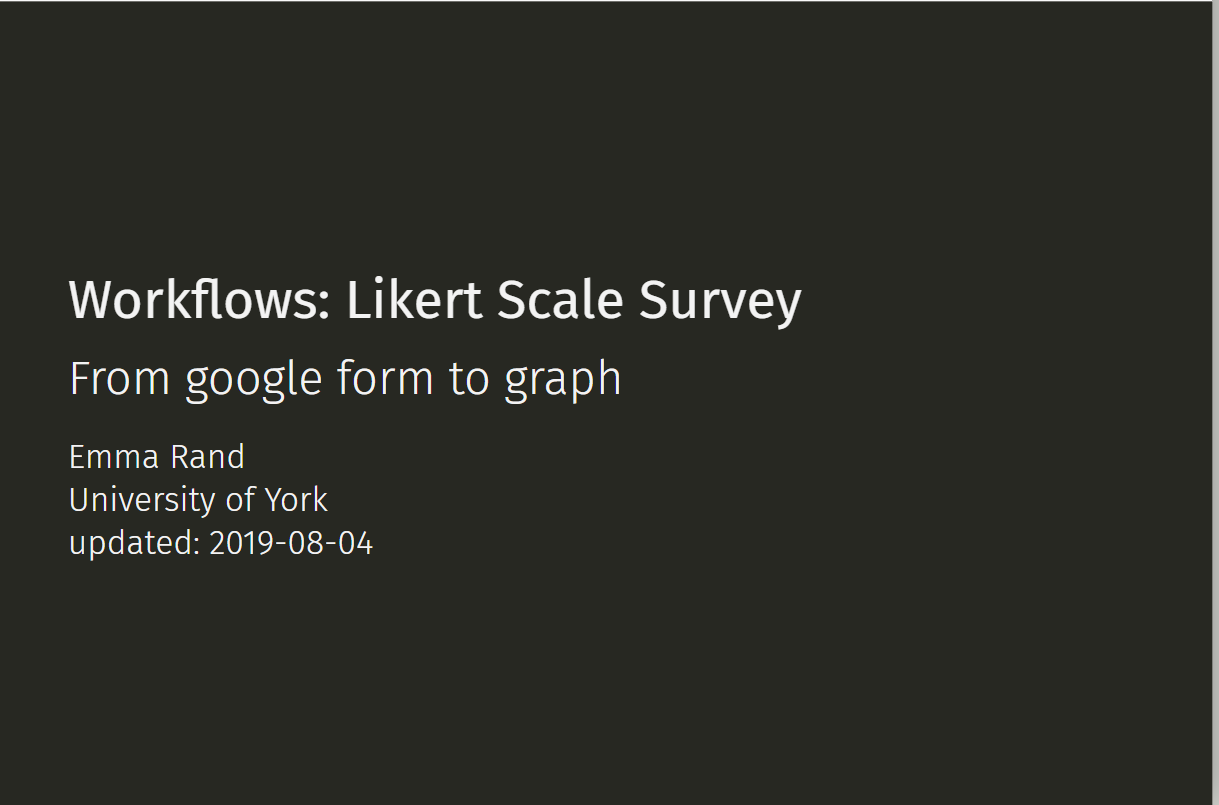 Workflows: Likert Scale Survey
From google form to graph
Emma Rand
University of York
updated: 2019-08-04